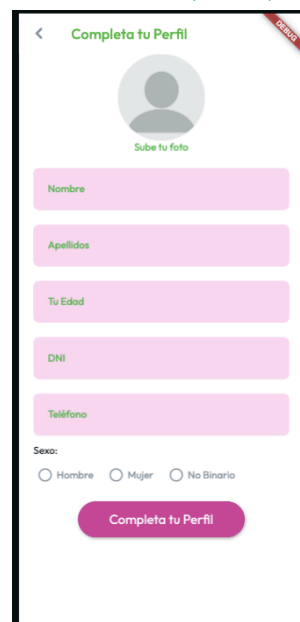 Completa tu Perfil
DEBUG
Sube tu foto
Nombre
Apellidos
Tu Edad
DNI
Teléfono
Sexo:
Hombre Mujer No Binario
Completa tu Perfil